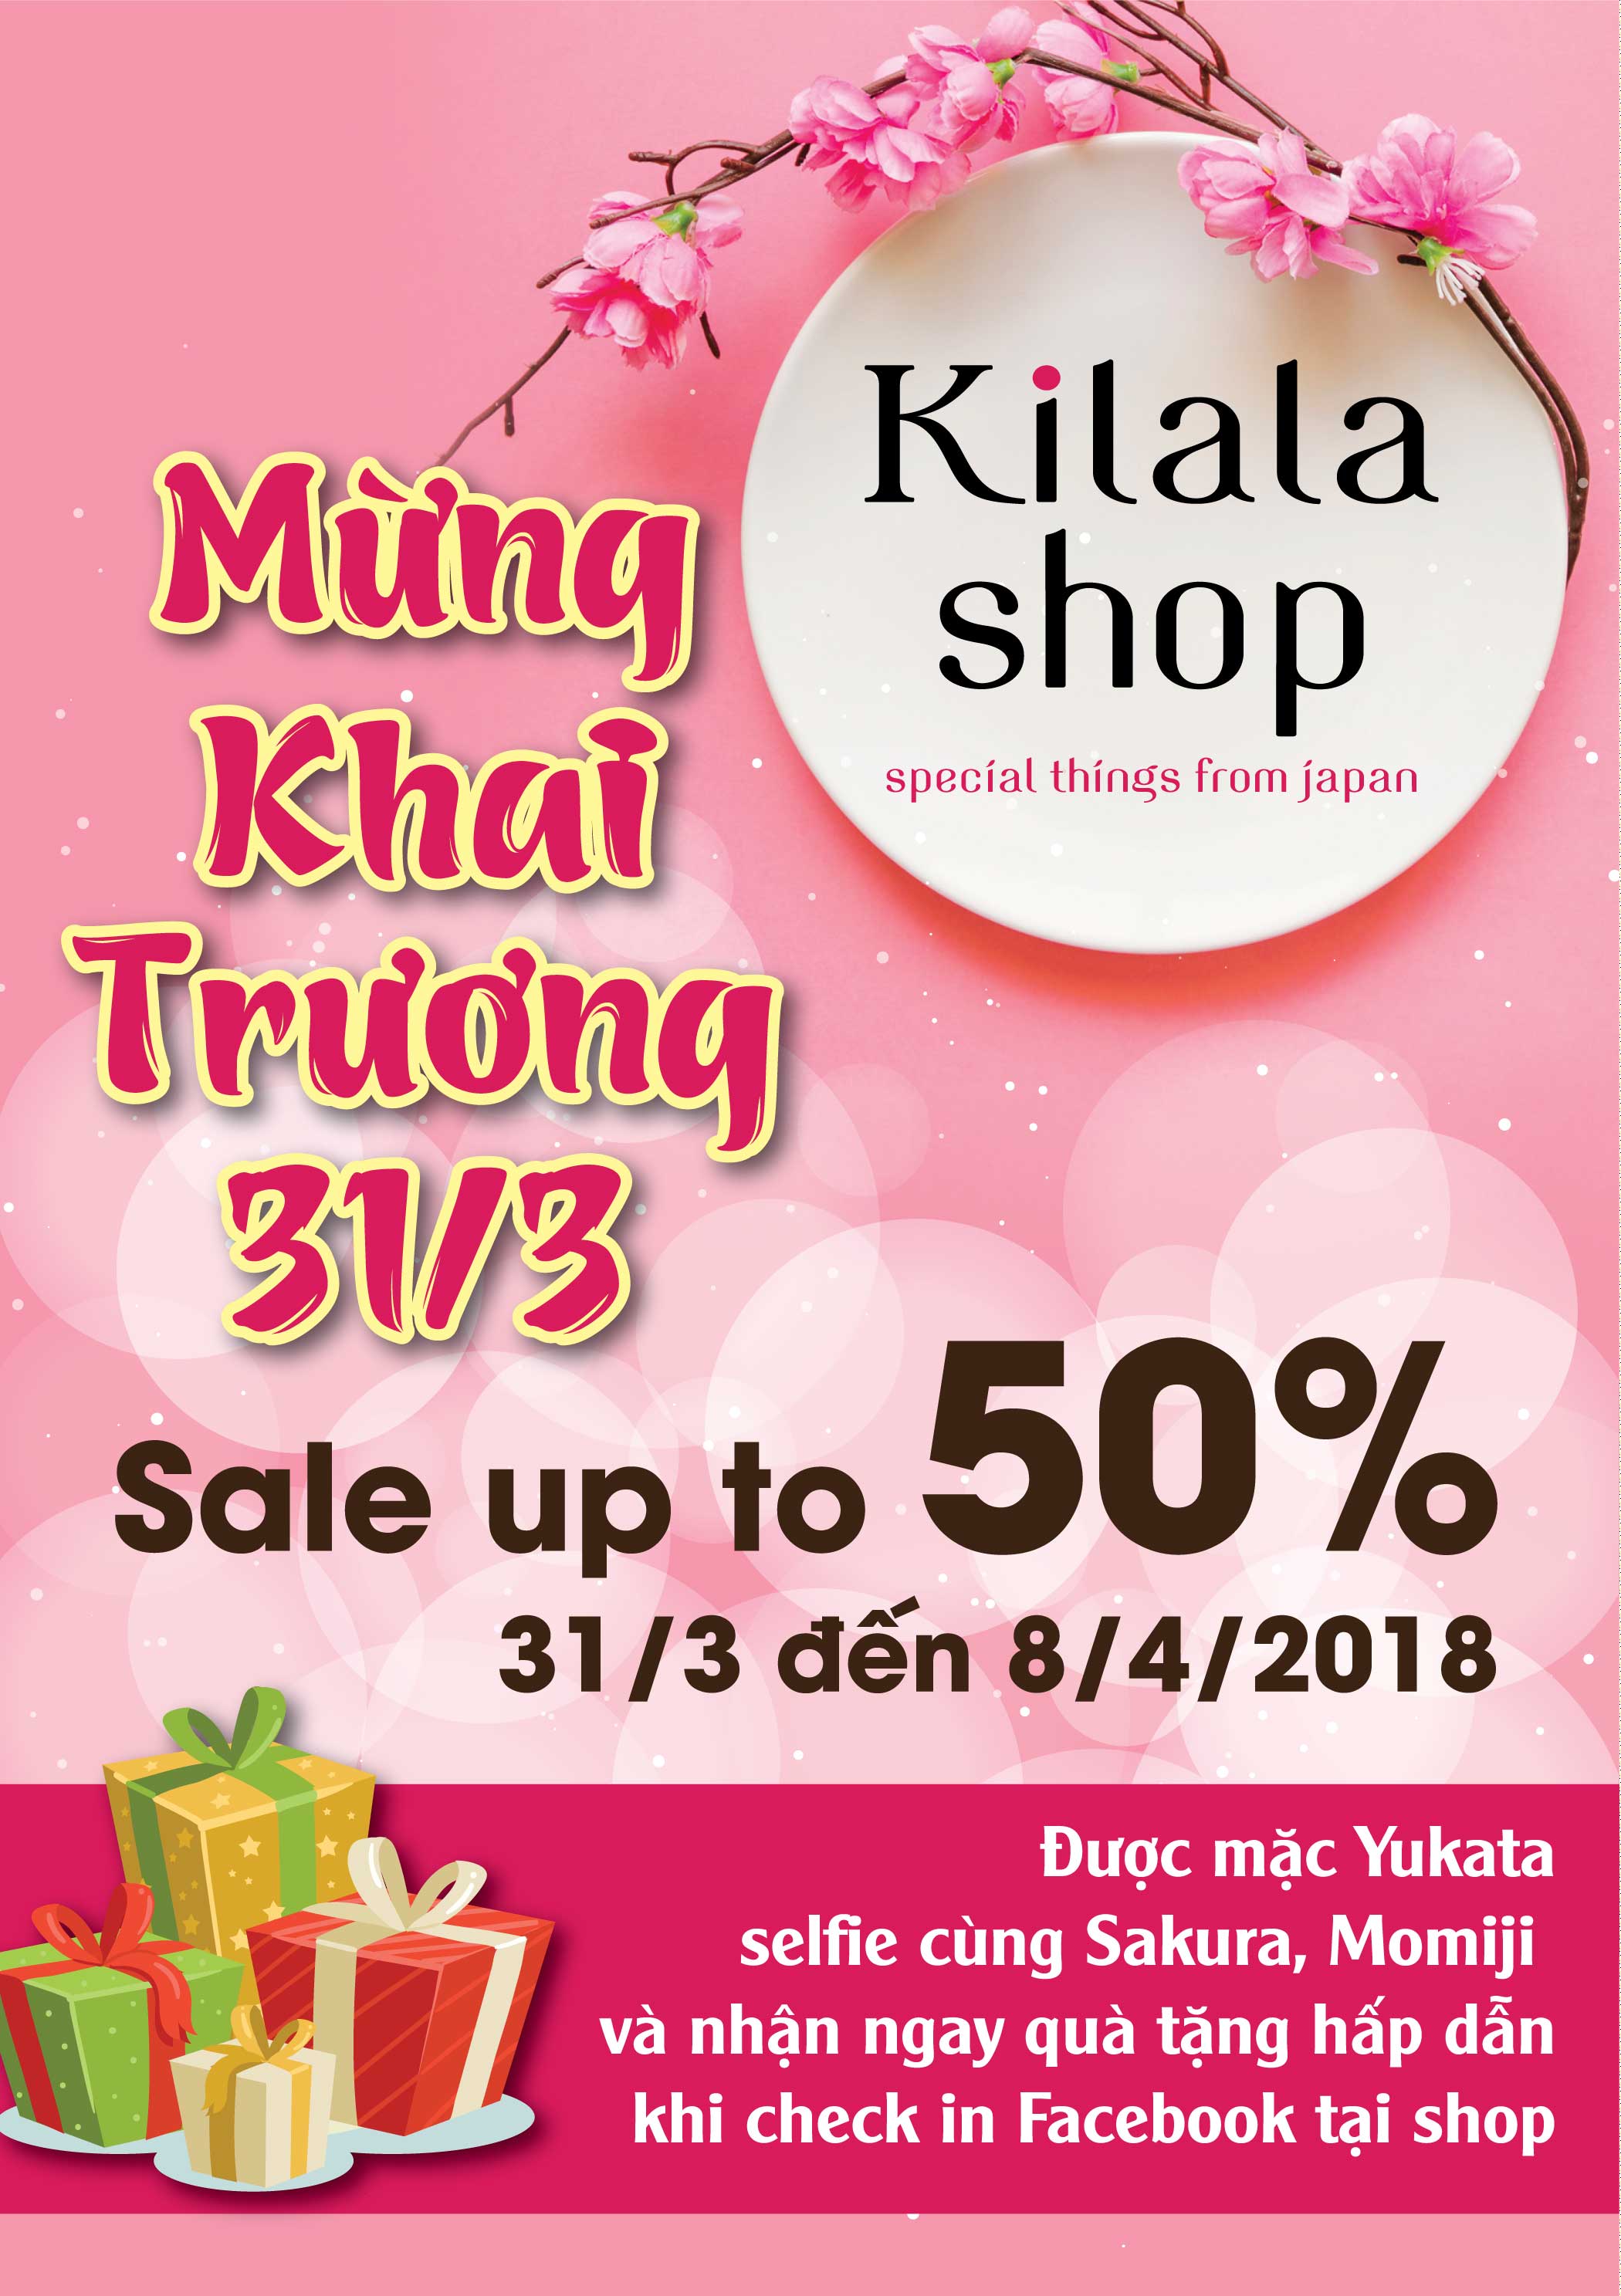 Kilala
shop
special things from japan
Mừng
Khai
Trương
31/3
Sale up to 50%
31/3 đến 8/4/2018
Được mặc Yukata
selfie cùng Sakura, Momiji
và nhận ngay quà tặng hấp dẫn
khi check in Facebook tại shop